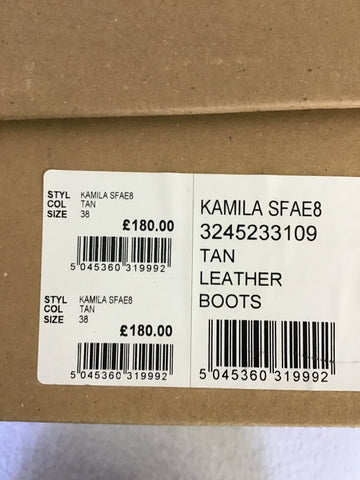 STYL KAMILA SFAE8
COL TAN
SIZE 38
£180.00
5 045360 319992
STYL KAMILA SFAE8
COL TAN
SIZE 38
£180.00
5 045360 319992
KAMILA SFAE8
3245233109
TAN
LEATHER
BOOTS
5 045360 319992